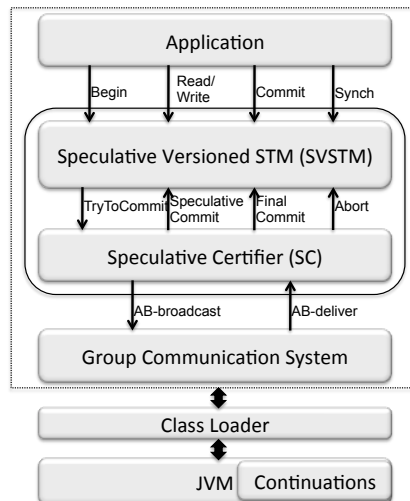 Application
Begin
Read/
Write
Commit
Synch
Speculative Versioned STM (SVSTM)
TryToCommit
Speculative
Commit
Final
Commit
Abort
Speculative Certifier (SC)
AB-broadcast
AB-deliver
Group Communication System
Class Loader
JVM
Continuations